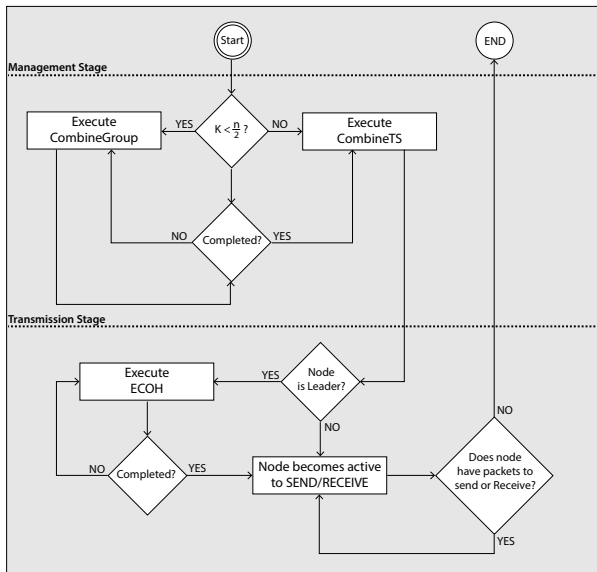 Start
END
Management Stage
Execute
CombineGroup
YES
K < n/2 ?
NO
Execute
CombineTS
NO
Completed?
YES
Transmission Stage
Execute
ECOH
YES
Node
is Leader?
NO
NO
Completed?
YES
Node becomes active
to SEND/RECEIVE
Does node
have packets to
send or Receive?
NO
YES